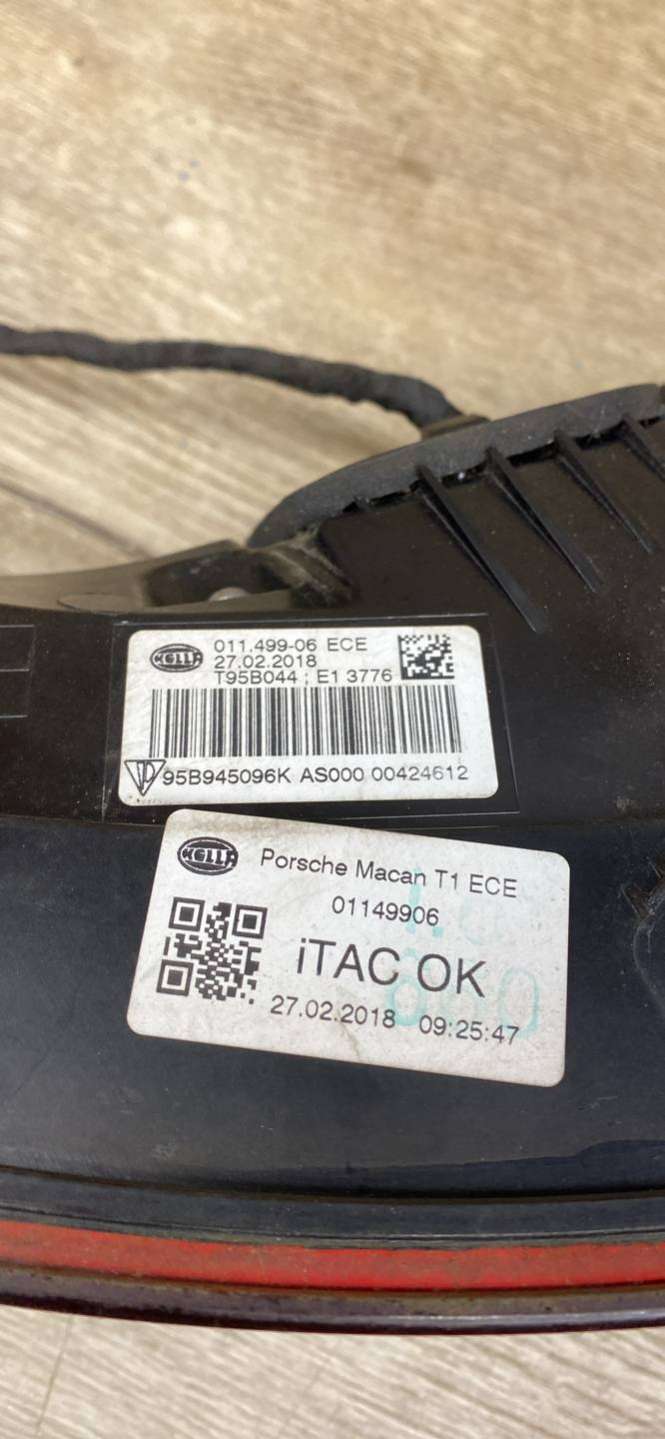 HELLA
011.499-06 ECE
27.02.2018
T95B044 ; E1 3776
95B945096K AS000 00424612
HELLA
Porsche Macan T1 ECE
01149906
iTAC OK
27.02.2018 09:25:47